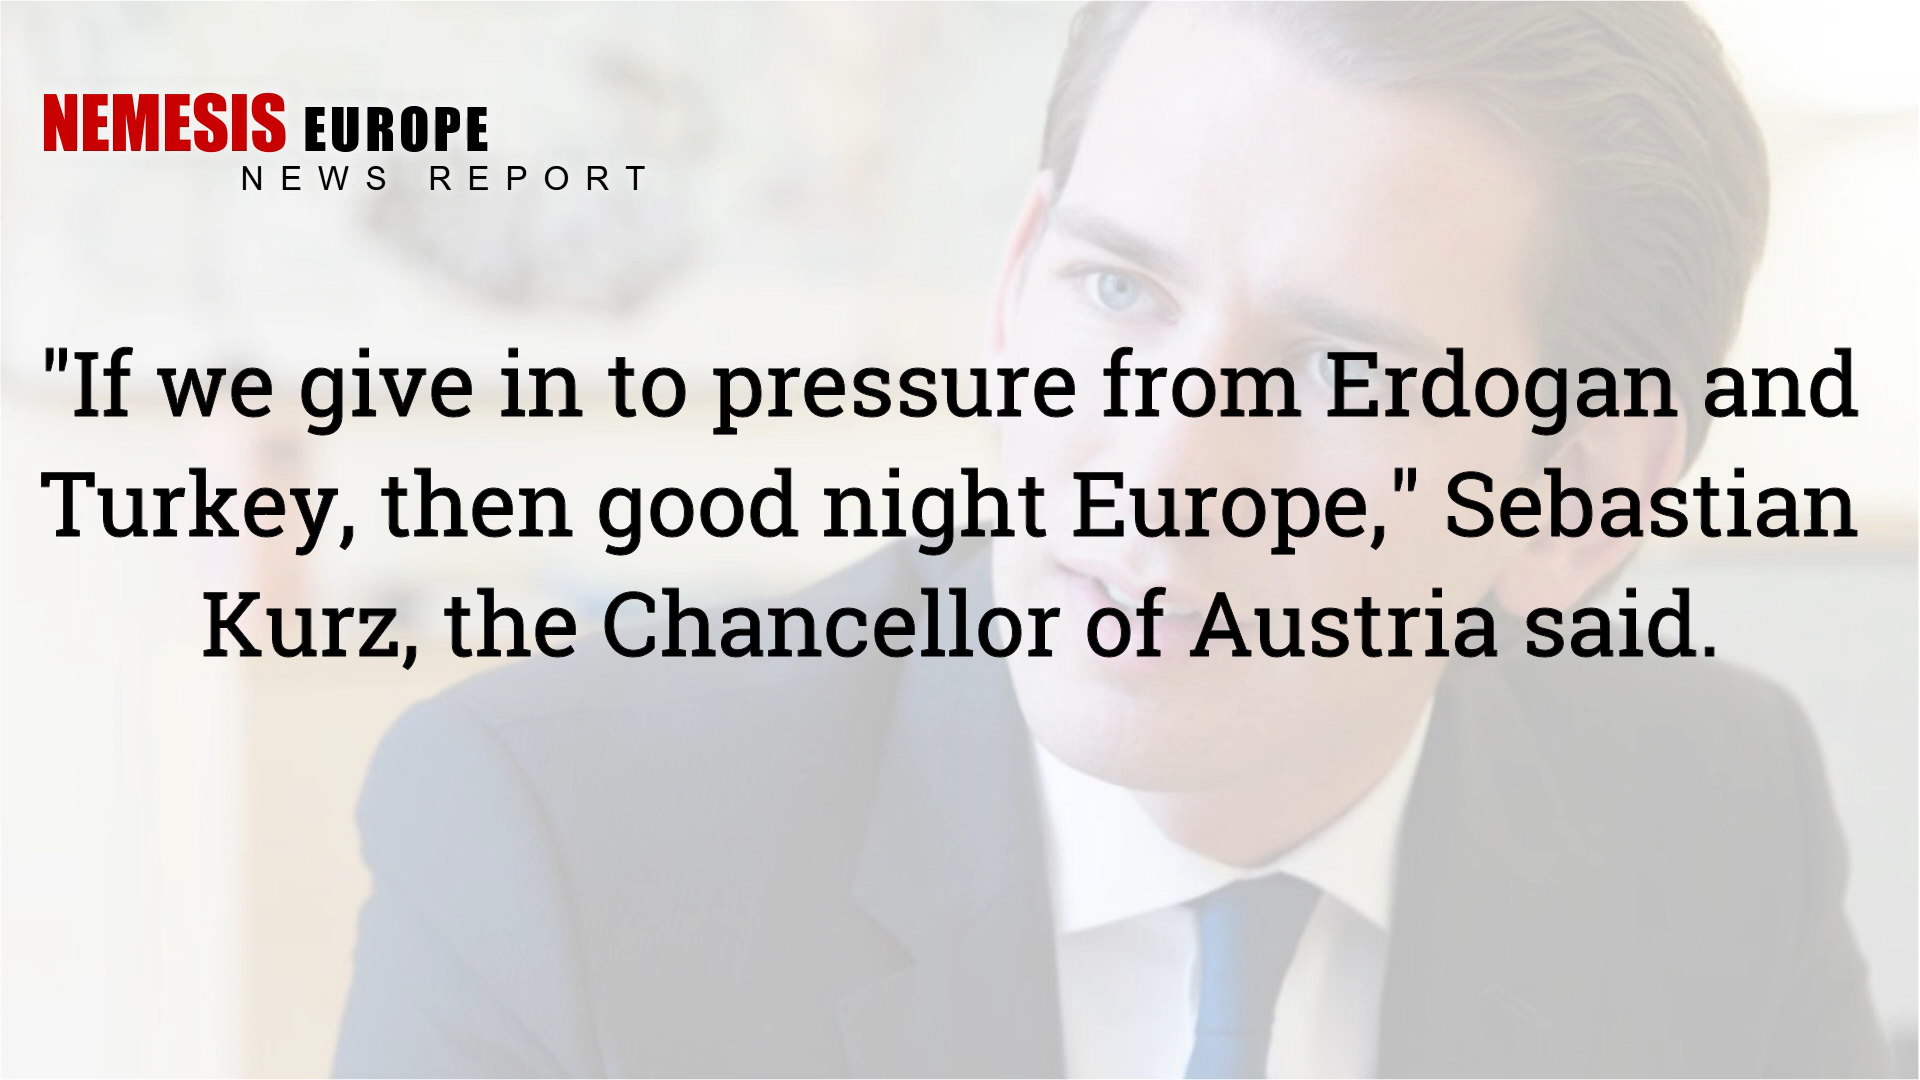 NEMESIS EUROPE
NEWS REPORT
"If we give in to pressure from Erdogan and
Turkey, then good night Europe," Sebastian
Kurz, the Chancellor of Austria said.